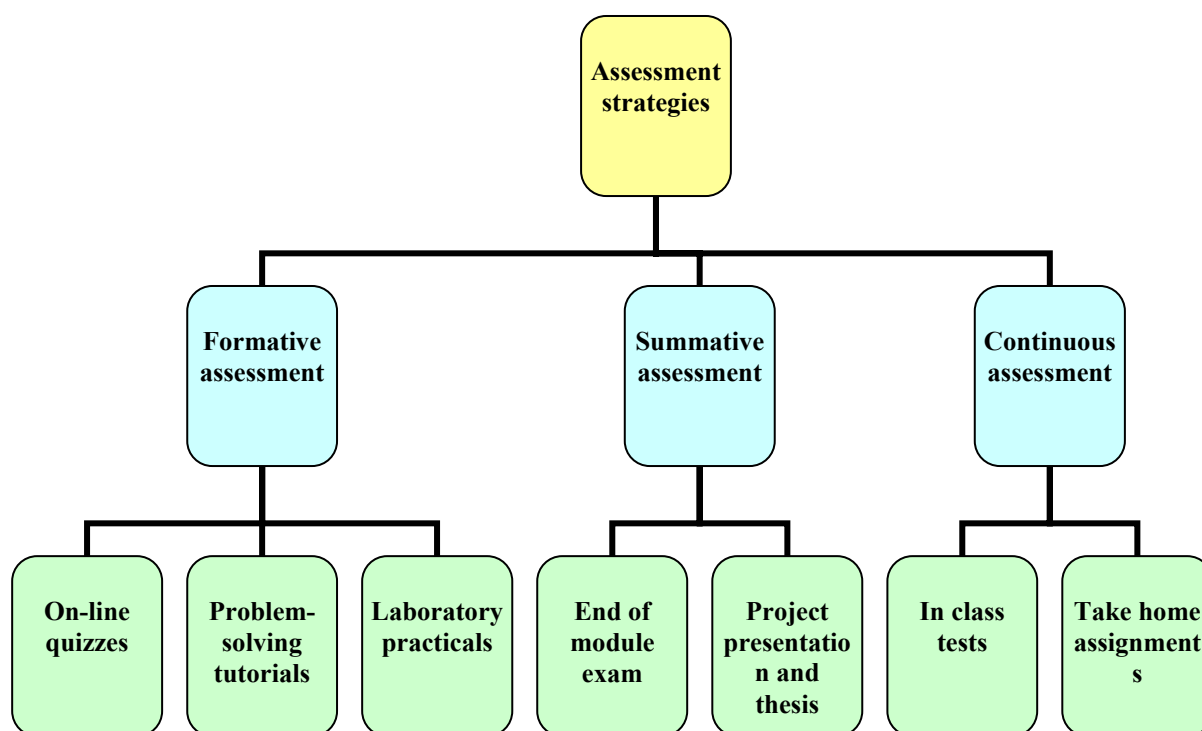 Assessment
strategies
Formative
assessment
Summative
assessment
Continuous
assessment
On-line
quizzes
Problem-
solving
tutorials
Laboratory
practicals
End of
module
exam
Project
presentatio
n and
thesis
In class
tests
Take home
assignment
s